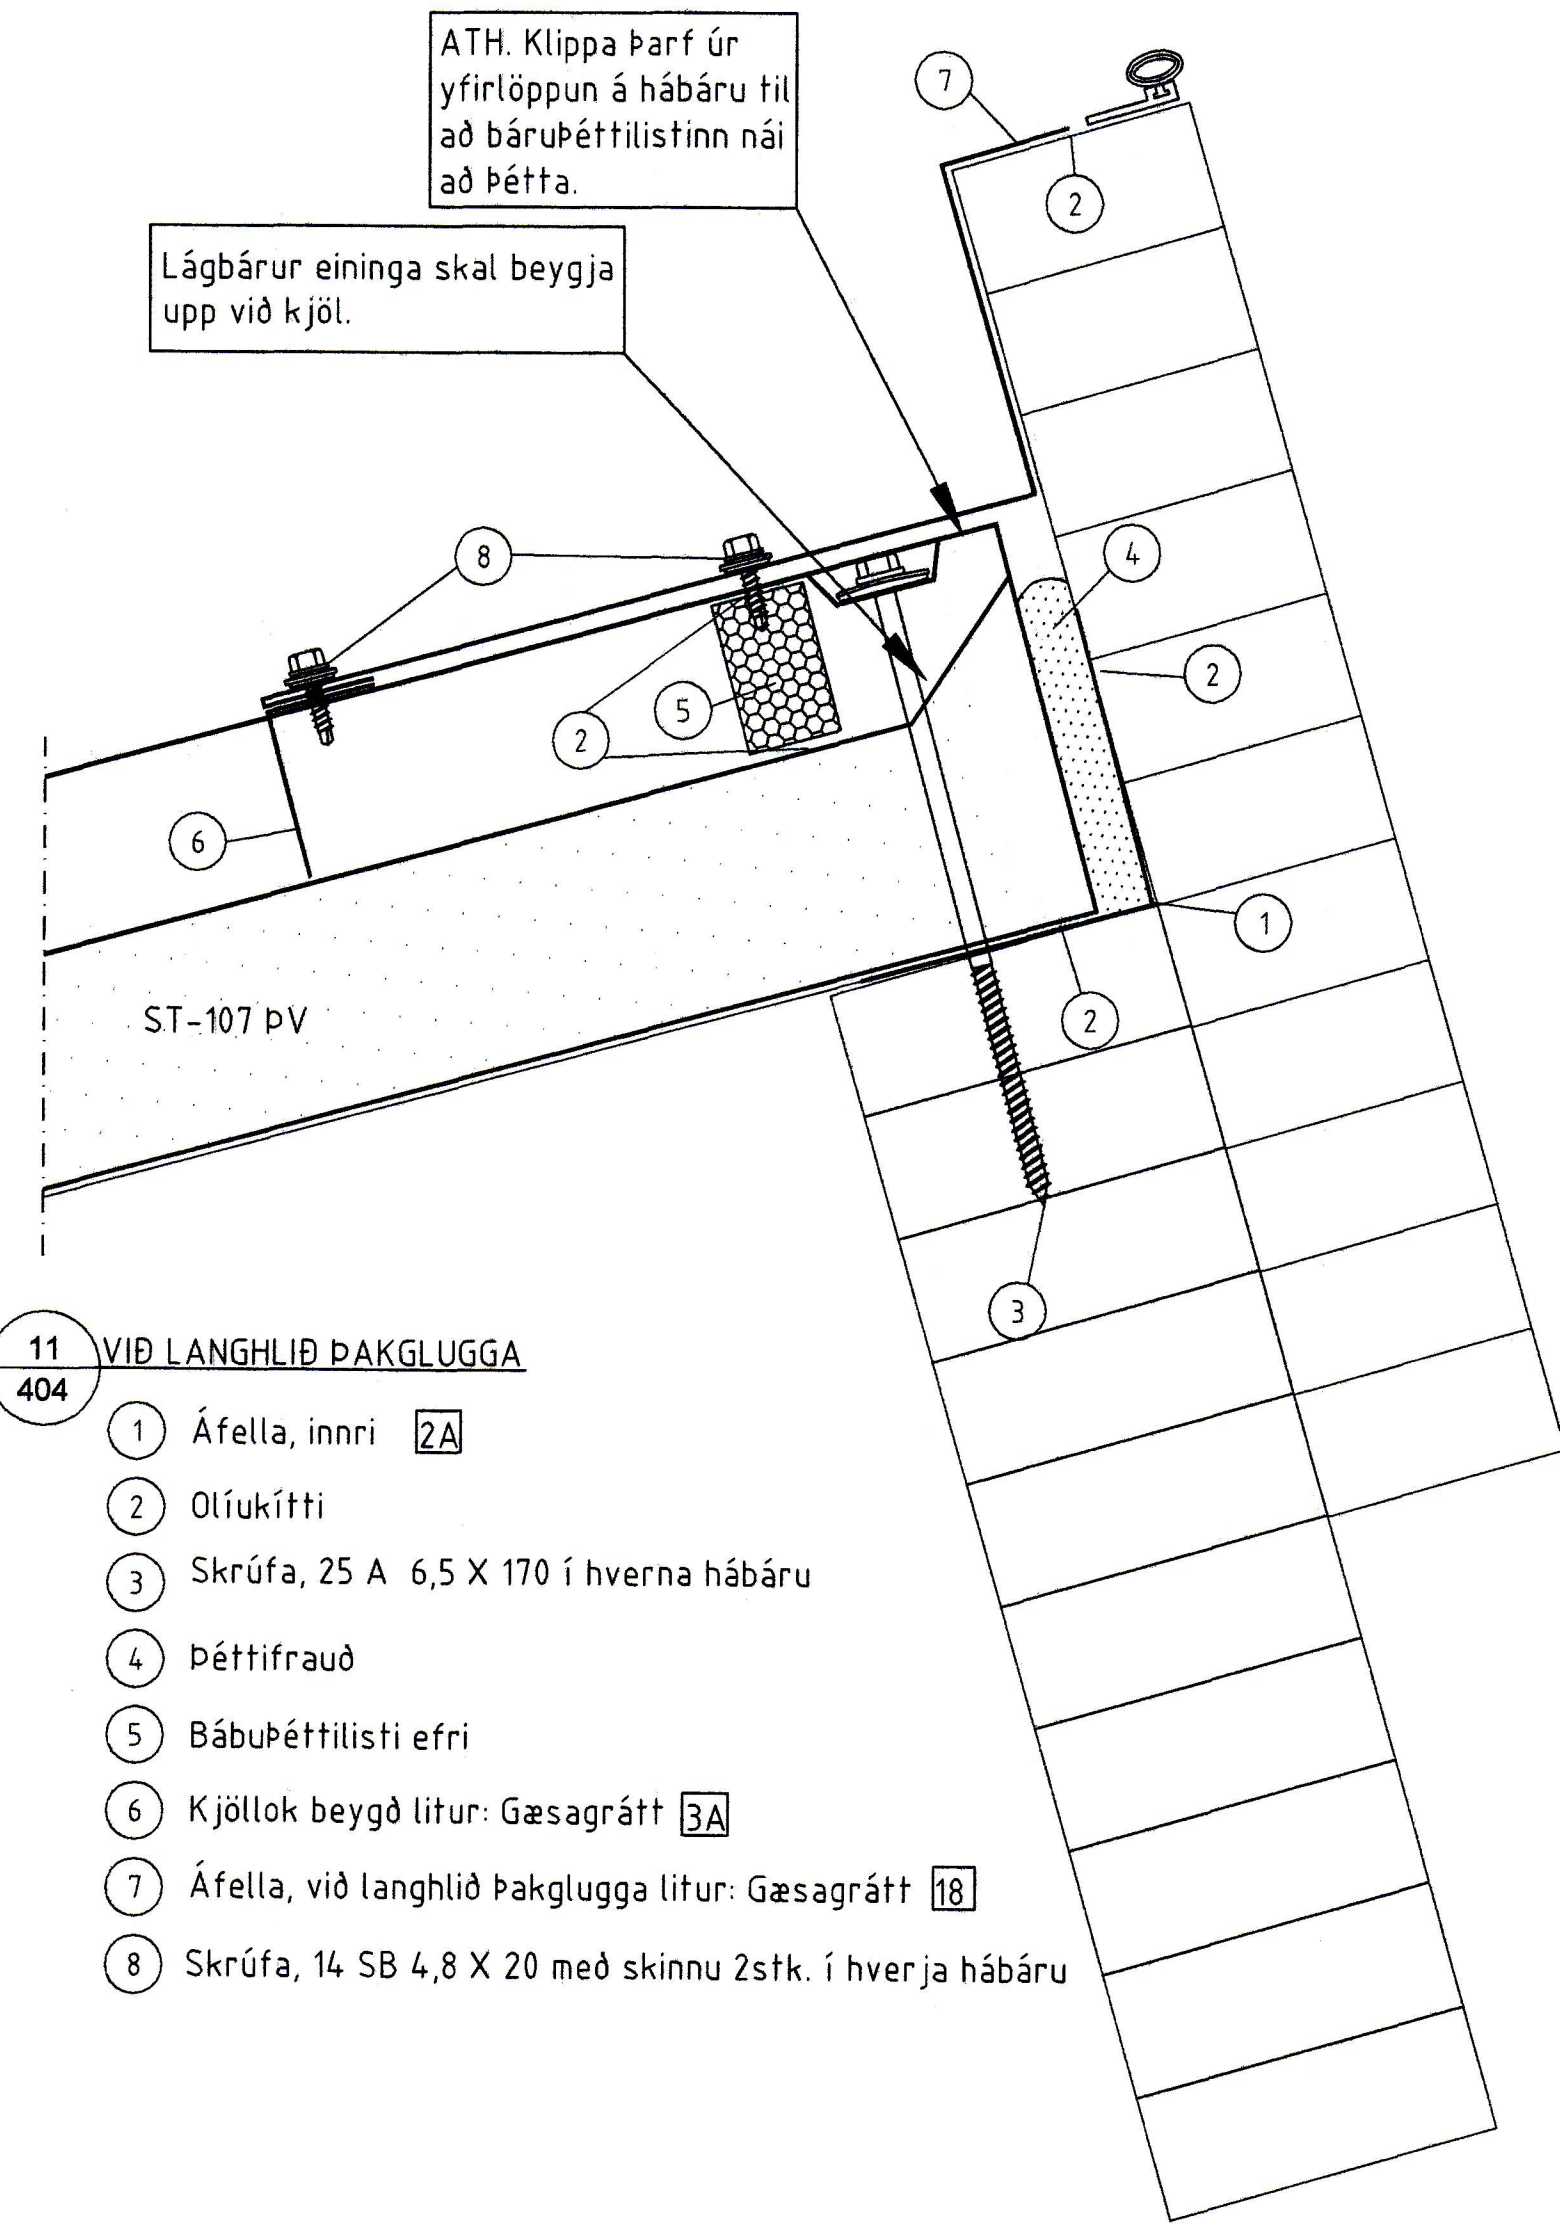 ATH. Klippa þarf úr
yfirlöppun á hábáru til
að báruþéttilistinn nái
að þétta.
Lágbárur eininga skal beygja
upp við kjöl.
7
2
8
4
2
5
2
6
1
2
ST-107 ÞV
3
11
404
VIÐ LANGHLIÐ ÞAKGLUGGA
1 Áfella, innri 2A
2 Olíukítti
3 Skrúfa, 25 A 6,5 X 170 í hverna hábáru
4 Þéttifrauð
5 Bábuþéttilisti efri
6 Kjöllok beygð litur: Gæsagrátt 3A
7 Áfella, við langhlið þakglugga litur: Gæsagrátt 18
8 Skrúfa, 14 SB 4,8 X 20 með skinnu 2stk. í hverja hábáru